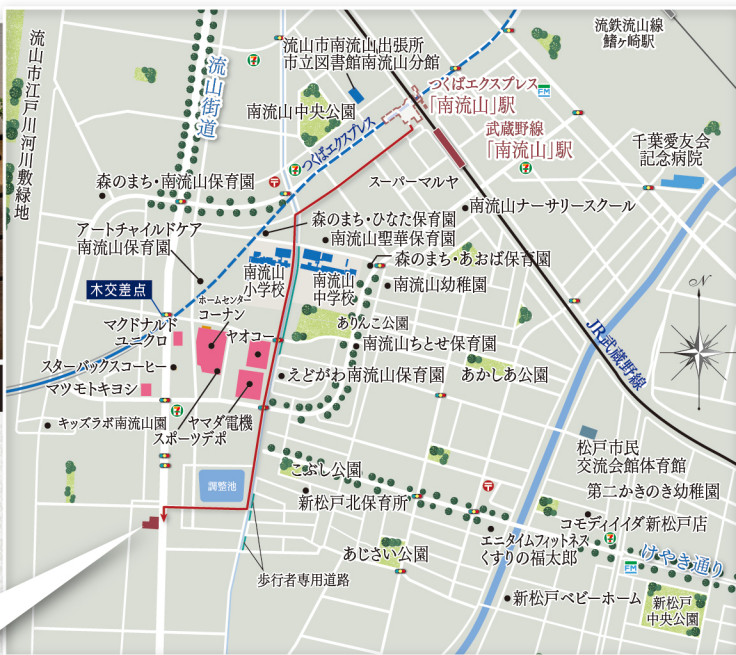 流鉄流山線
鰭ヶ崎駅
流山市江戸川河川敷緑地
流山街道
流山市南流山出張所
市立図書館南流山分館
つくばエクスプレス
「南流山」駅
FM
南流山中央公園
武蔵野線
「南流山」駅
千葉愛友会
記念病院
7
つくばエクスプレス
〒
スーパーマルヤ
森のまち・南流山保育園
南流山ナーサリースクール
森のまち・ひなた保育園
アートチャイルドケア
南流山保育園
南流山聖華保育園
森のまち・あおば保育園
南流山
小学校
南流山
中学校
南流山幼稚園
N
木交差点
ホームセンター
コーナン
マクドナルド
ユニクロ
ヤオコー
ありんこ公園
南流山ちとせ保育園
JR武蔵野線
スターバックスコーヒー
えどがわ南流山保育園
あかしあ公園
マツモトキヨシ
キッズラボ南流山園
ヤマダ電機
スポーツデポ
松戸市民
交流会館体育館
こぶし公園
調整池
〒
第二かきのき幼稚園
新松戸北保育所
コモディイイダ新松戸店
エニタイムフィットネス
くすりの福太郎
あじさい公園
けやき通り
FM
歩行者専用道路
新松戸ベビーホーム
新松戸
中央公園